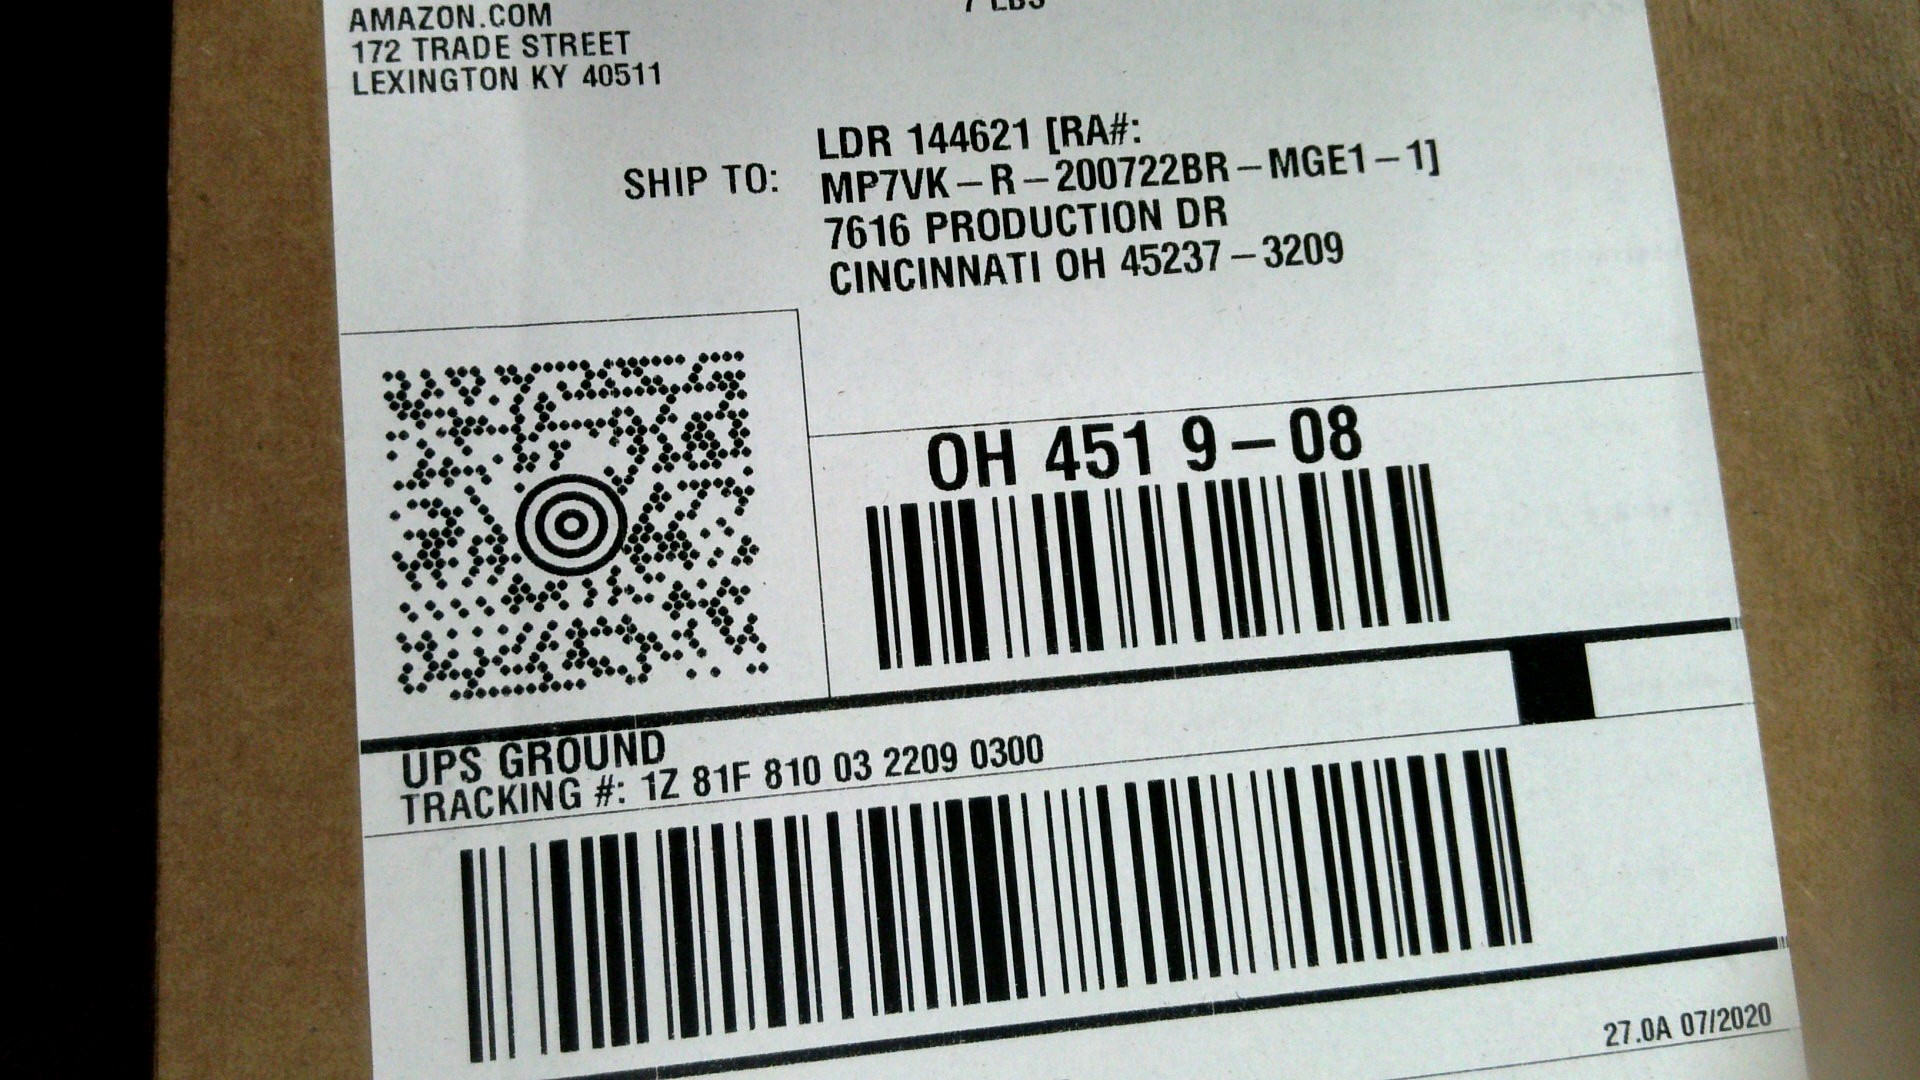 AMAZON.COM
172 TRADE STREET
LEXINGTON KY 40511
7 LBS
SHIP TO:
LDR 144621 [RA#:
MP7VK-R-200722BR-MGE1-1]
7616 PRODUCTION DR
CINCINNATI OH 45237-3209
OH 451 9-08
UPS GROUND
TRACKING #: 1Z 81F 810 03 2209 0300
27.0A 07/2020